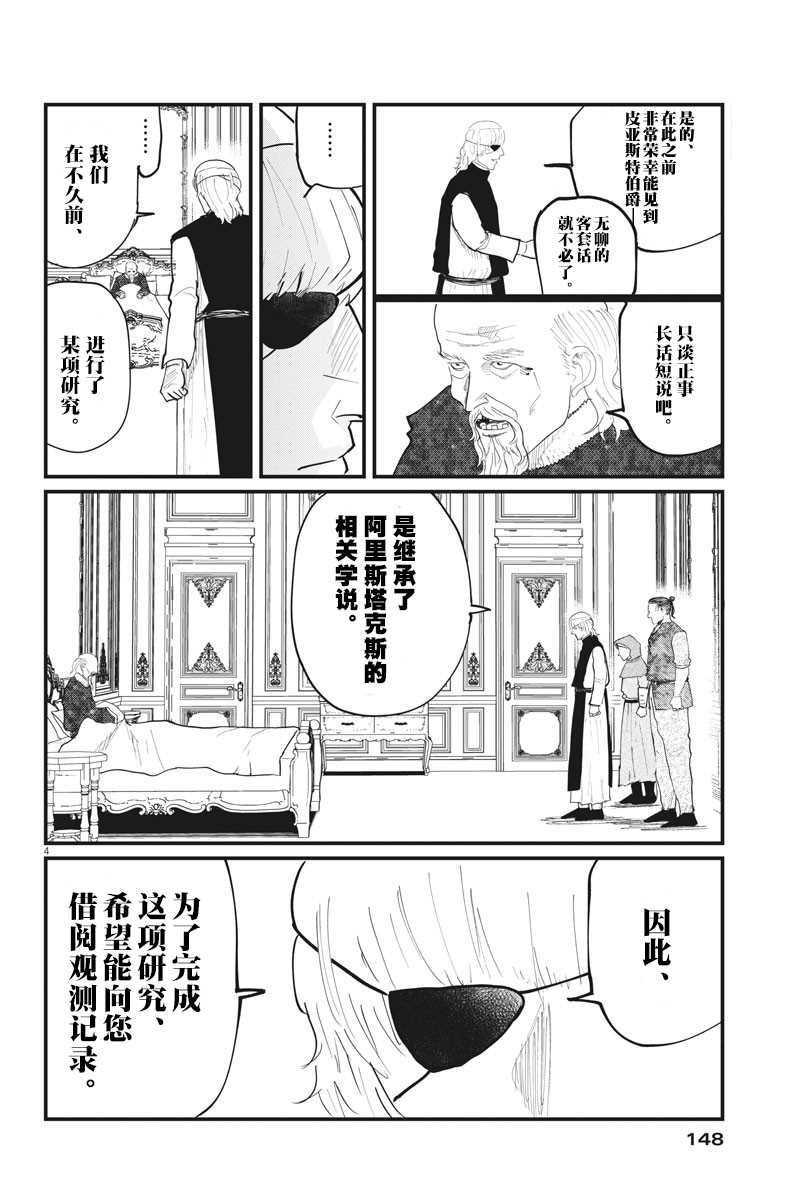 是的、
在此之前
非常荣幸能见到
皮亚斯特伯爵—
无聊的
客套话
就不必了。
只谈正事
长话短说吧。
……
……
我们
在不久前、
进行了
某项研究。
是继承了
阿里斯塔克斯的
相关学说。
4
因此、
为了完成
这项研究、
希望能向您
借阅观测记录。
148